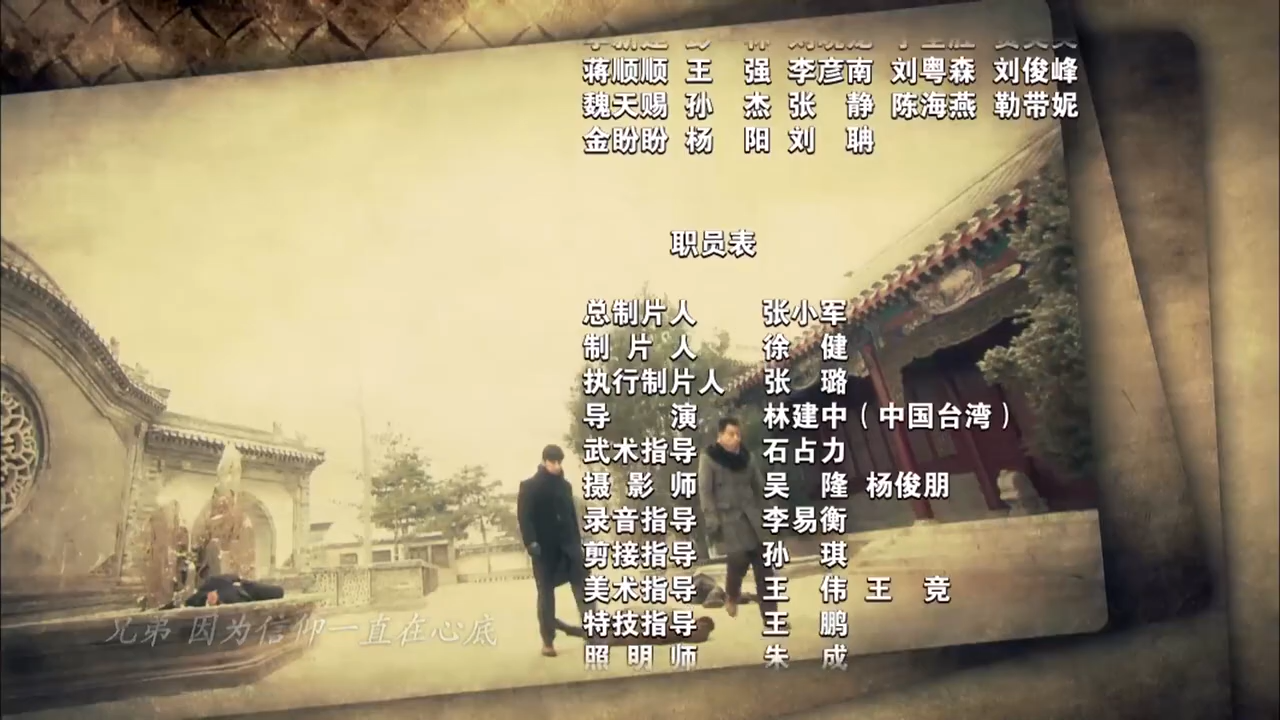 蒋顺顺 王 强 李彦南 刘粤森 刘俊峰
魏天赐 孙 杰 张 静 陈海燕 勒带妮
金盼盼 杨 阳 刘 聃
职员表
总制片人 张小军
制 片 人 徐 健
执行制片人 张 璐
导 演 林建中（中国台湾）
武术指导 石占力
摄 影 师 吴 隆 杨俊朋
录音指导 李易衡
剪接指导 孙 琪
美术指导 王 伟 王 竞
特技指导 王 鹏
照 明 师 朱 成
兄弟 因为信仰一直在心底